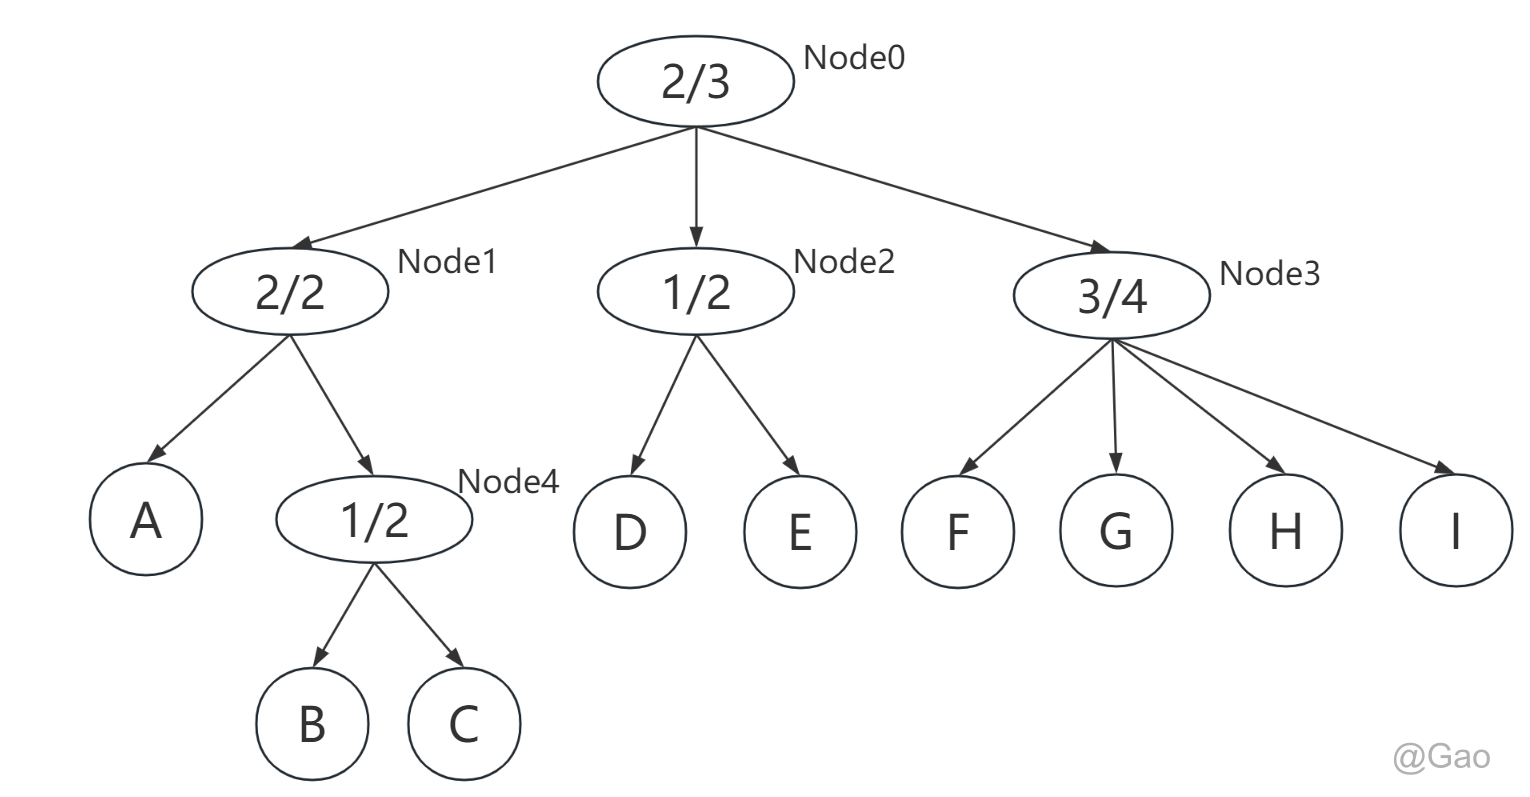 2/3
Node0
2/2
Node1
1/2
Node2
3/4
Node3
A
1/2
Node4
D
E
F
G
H
I
B
C
@Gao